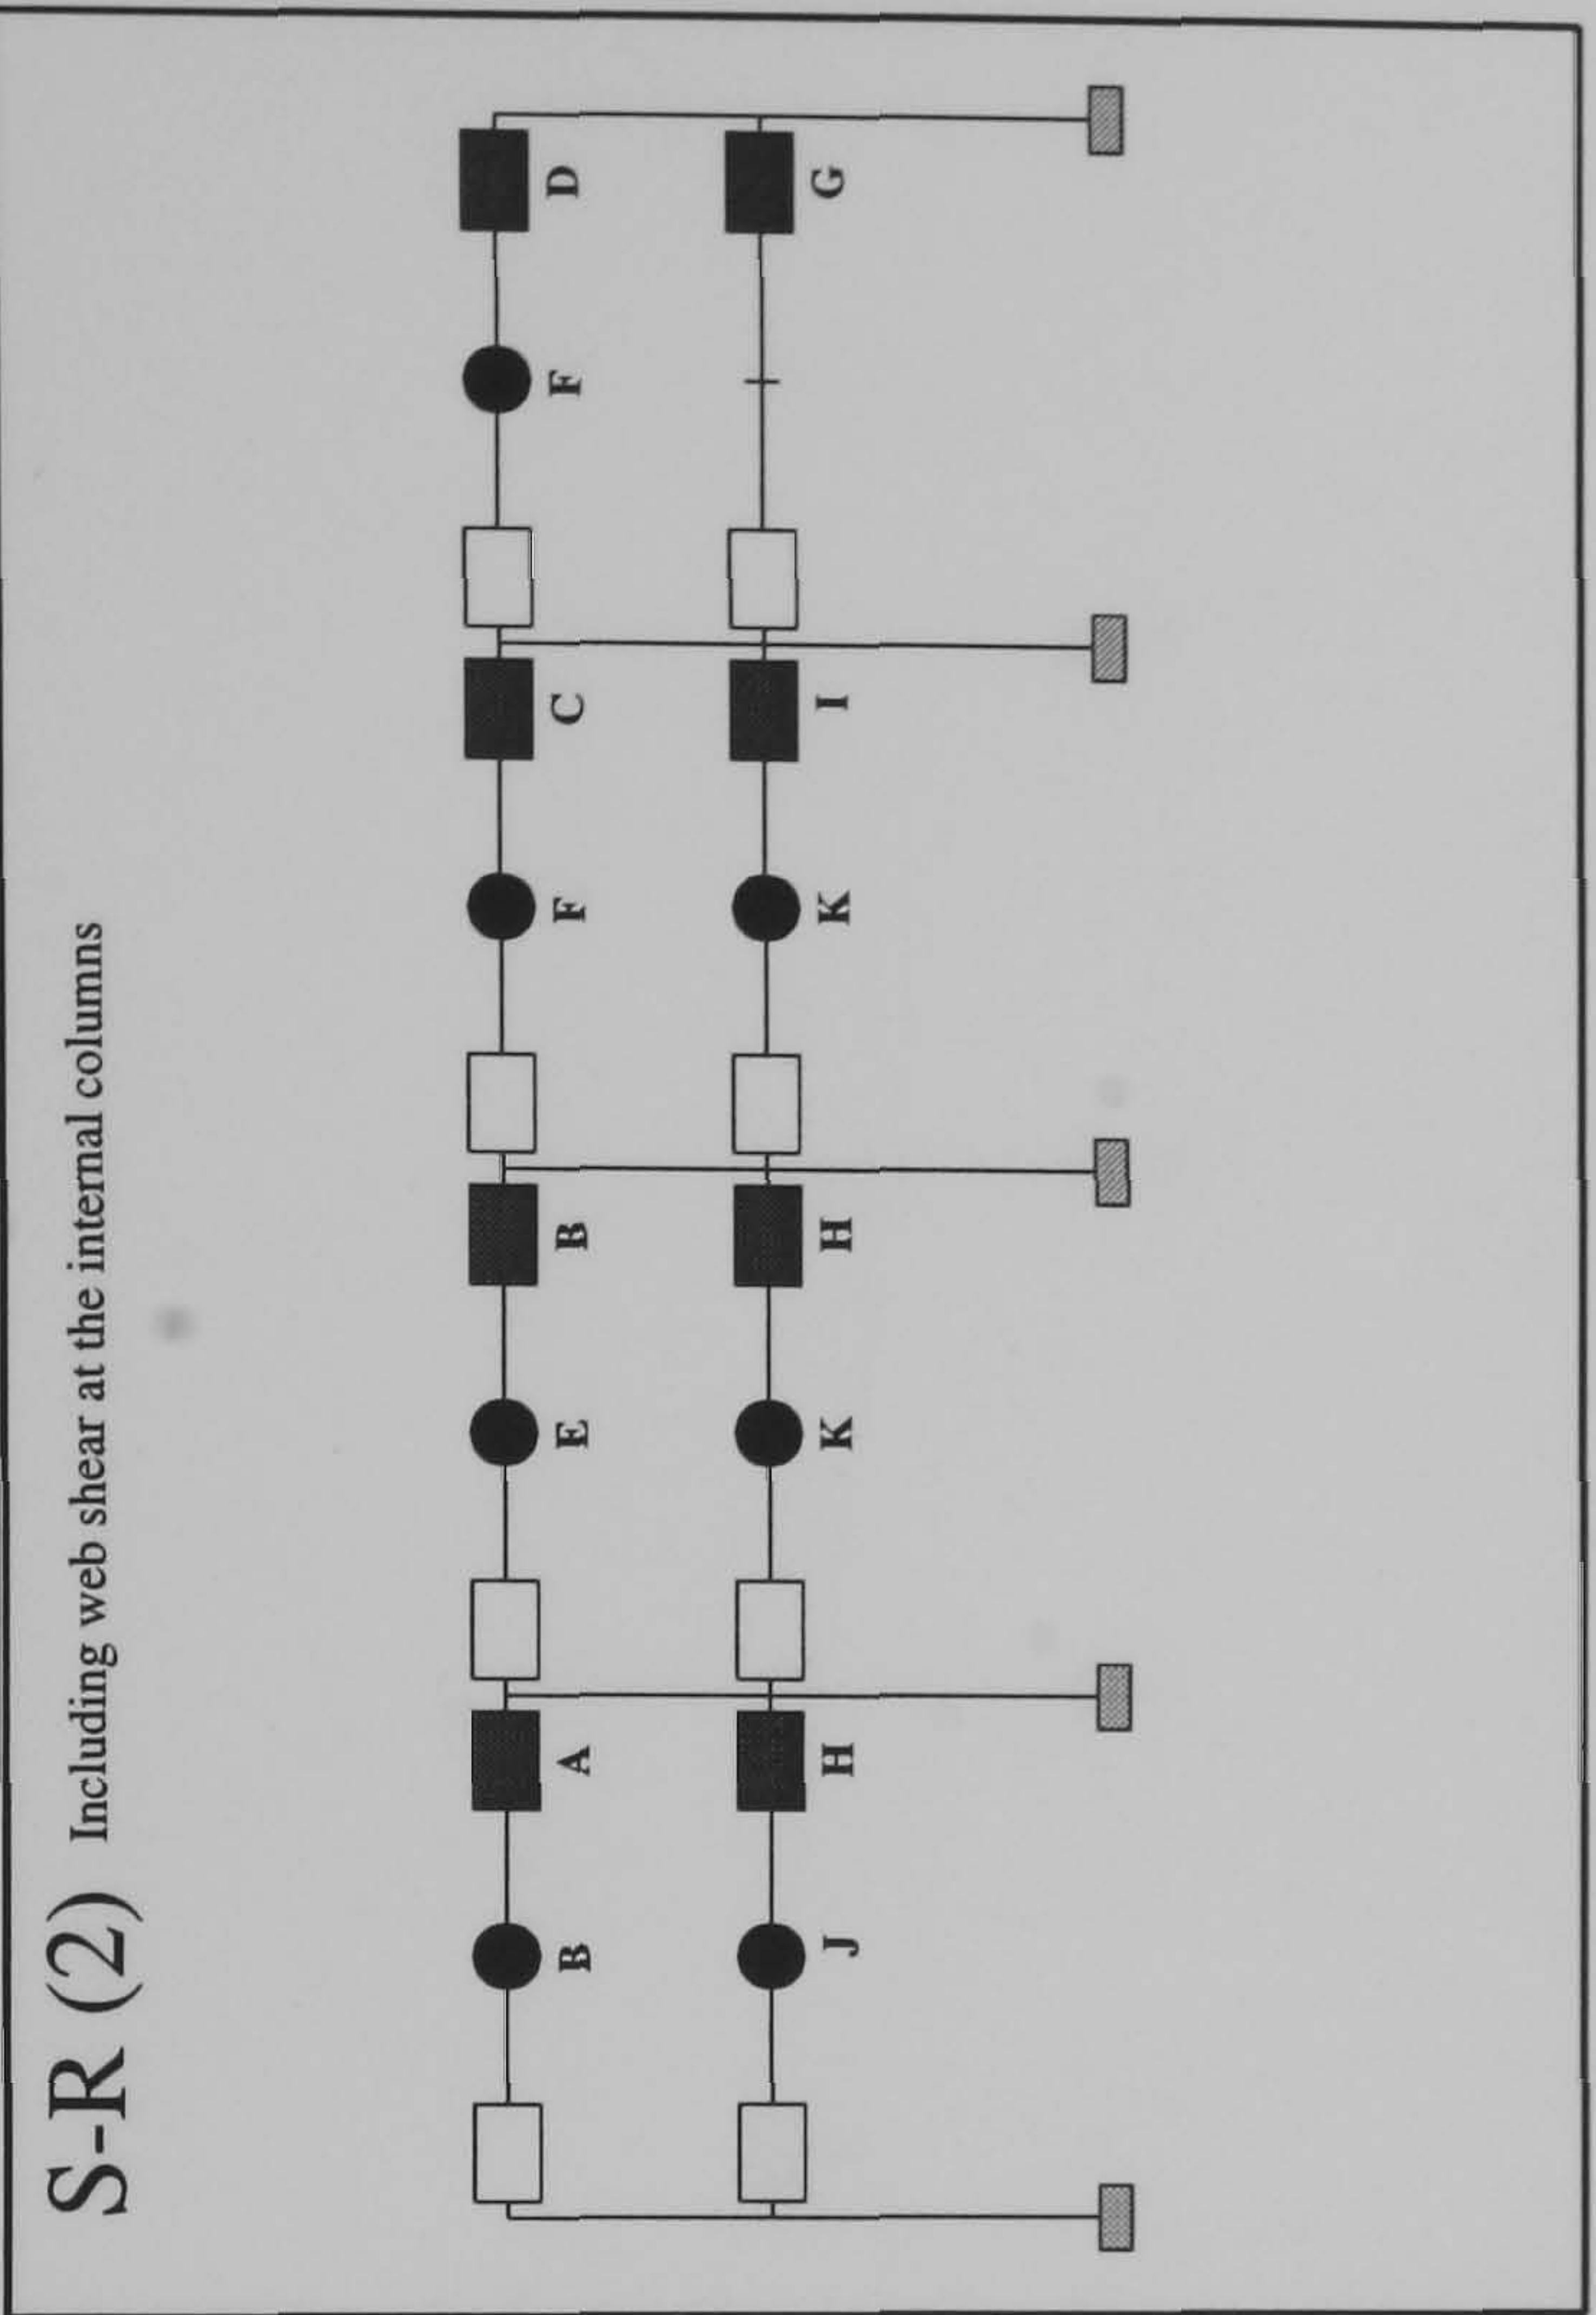 S-R (2) Including web shear at the internal columns
B A E B F C F D
J H K H K I G